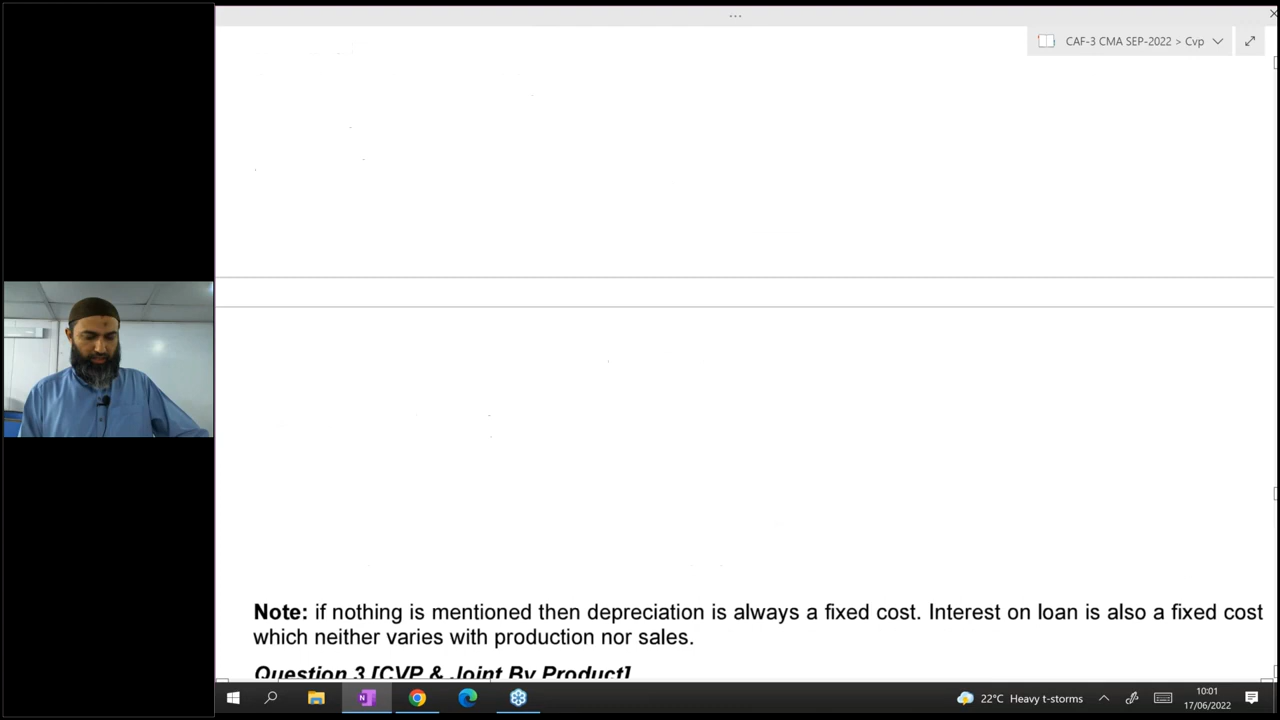 ...
CAF-3 CMA SEP-2022 > Cvp
Note: if nothing is mentioned then depreciation is always a fixed cost. Interest on loan is also a fixed cost
which neither varies with production nor sales.
Question 3 [CVP & Joint By Product]
22°C Heavy t-storms
10:01
17/06/2022